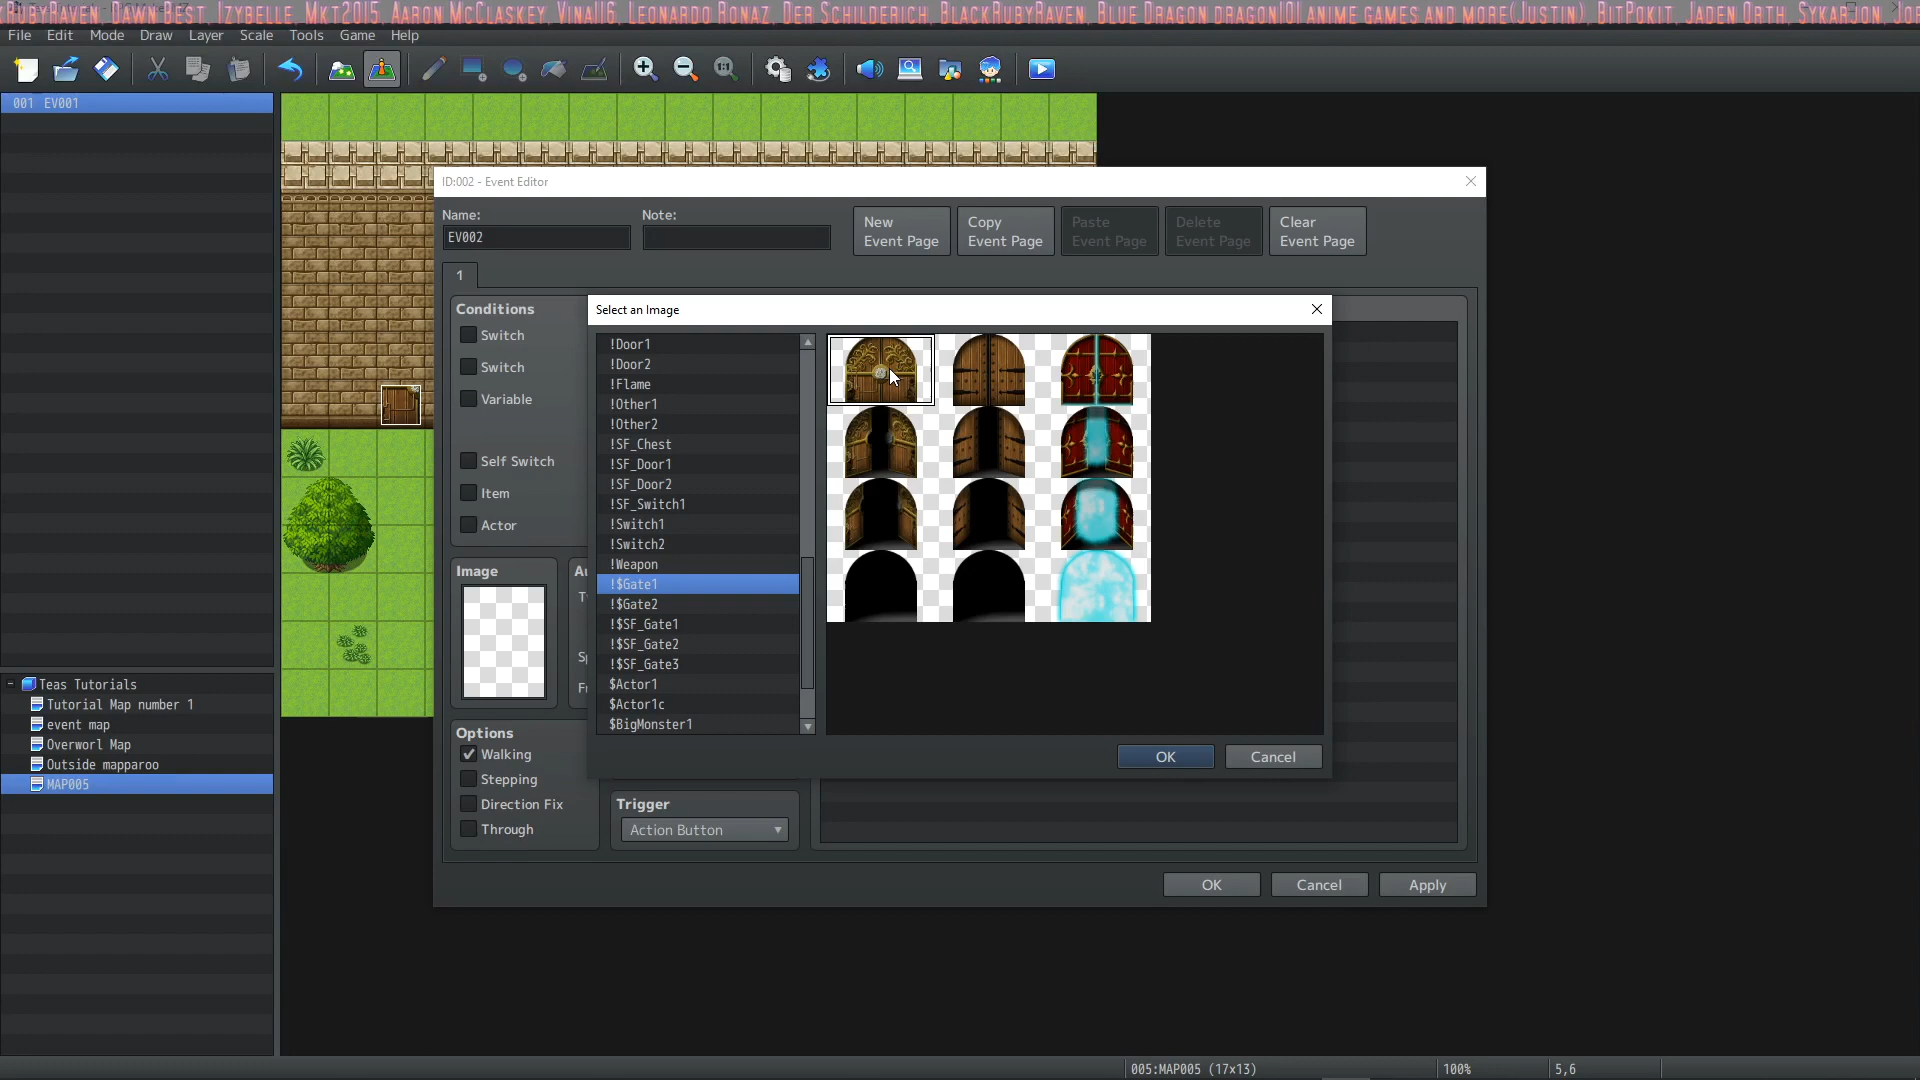 RubyRaven, Dawn Best, Izybelle, Mkt2015, Aaron McClaskey, Vina116, Leonardo Bonaz, Der Schilderich, BlackRubyRaven, Blue Dragon dragon101 anime games and more(Justin), BitPokit, Jaden Orth, SykarJon
File Edit Mode Draw Layer Scale Tools Game Help
001 EV001
ID:002 - Event Editor
Name:
Note:
EV002
New Event Page
Copy Event Page
Paste Event Page
Delete Event Page
Clear Event Page
1
Conditions
Switch
Switch
Variable
Self Switch
Item
Actor
Image
Options
Walking
Stepping
Direction Fix
Through
Trigger
Action Button
Select an Image
!Door1
!Door2
!Flame
!Other1
!Other2
!SF_Chest
!SF_Door1
!SF_Door2
!SF_Switch1
!Switch1
!Switch2
!Weapon
!$Gate1
!$Gate2
!$SF_Gate1
!$SF_Gate2
!$SF_Gate3
$Actor1
$Actor1c
$BigMonster1
OK
Cancel
OK
Cancel
Apply
Teas Tutorials
Tutorial Map number 1
event map
Overworl Map
Outside mapparoo
MAP005
005:MAP005 (17×13)
100%
5,6